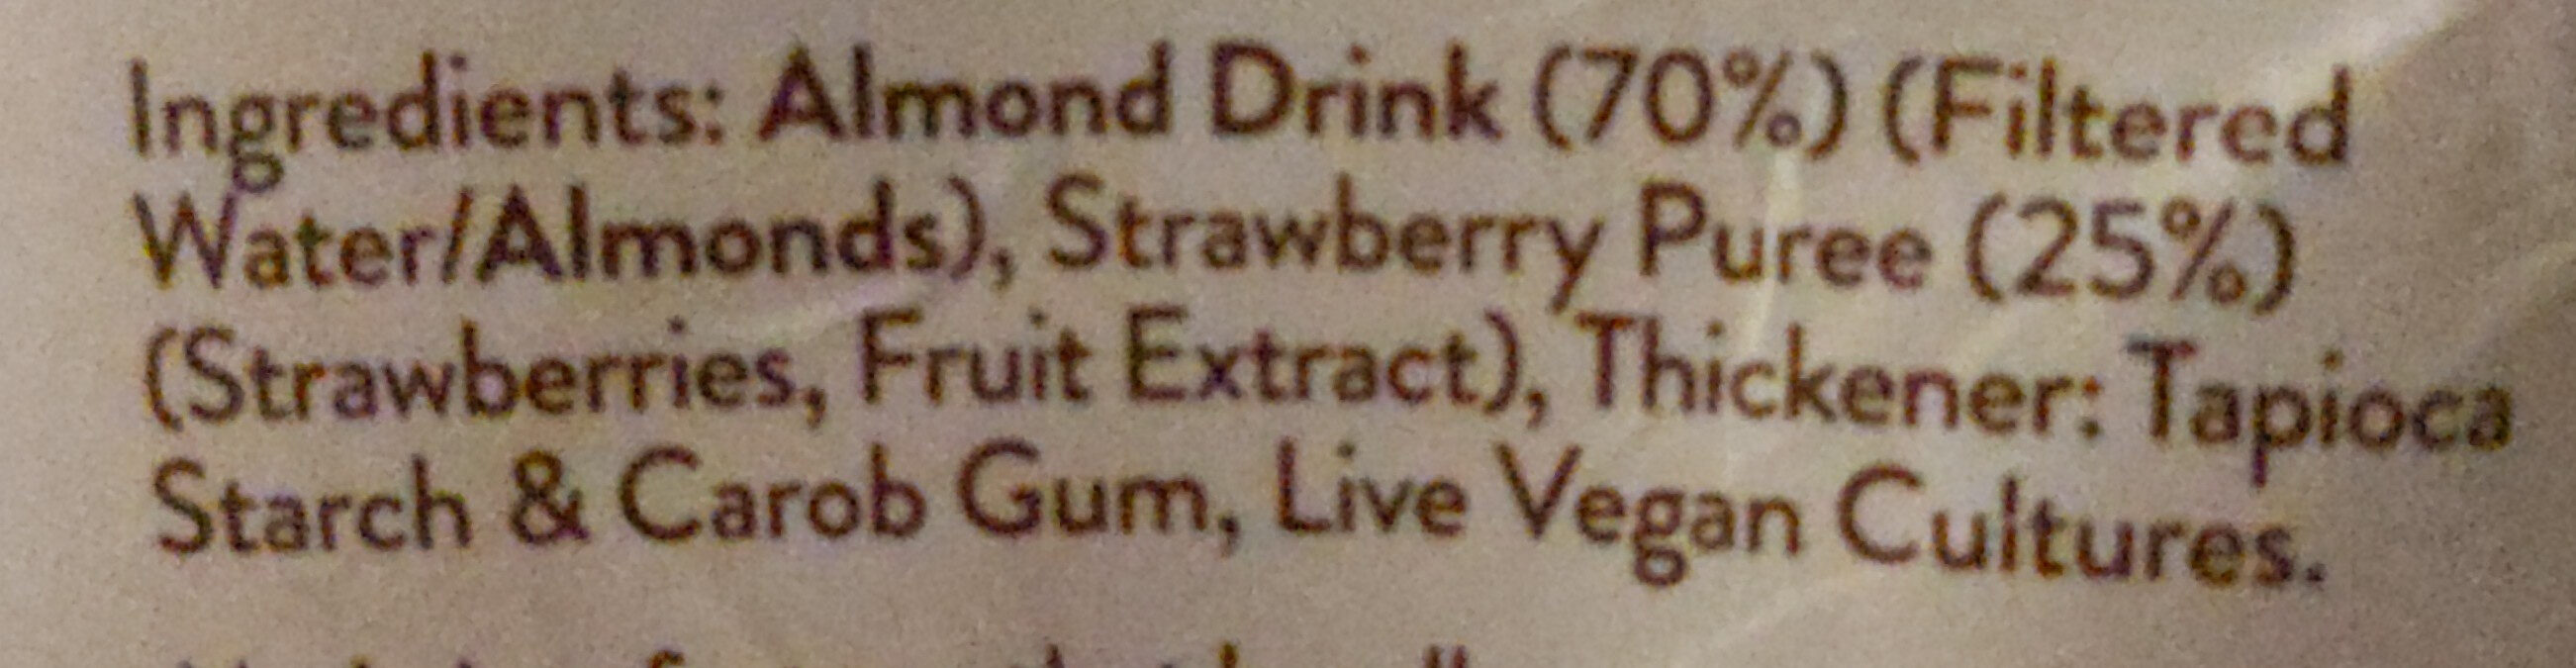 Ingredients: Almond Drink (70%) (Filtered
Water/Almonds), Strawberry Puree (25%)
(Strawberries, Fruit Extract), Thickener: Tapioca
Starch & Carob Gum, Live Vegan Cultures.